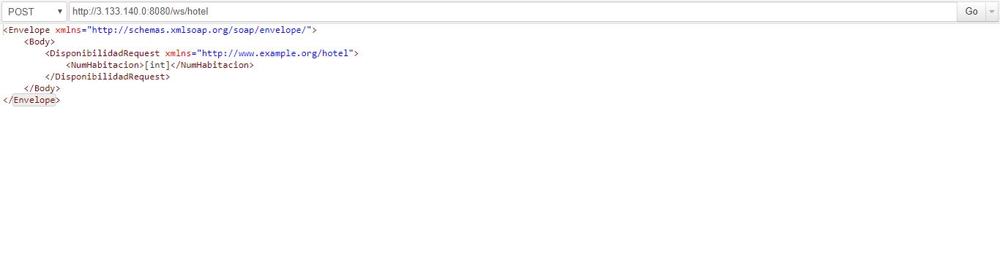 POST http://3.133.140.0:8080/ws/hotel Go
<Envelope xmlns="http://schemas.xmlsoap.org/soap/envelope/">
<Body>
<DisponibilidadRequest xmlns="http://www.example.org/hotel">
<NumHabitacion>[int]</NumHabitacion>
</DisponibilidadRequest>
</Body>
</Envelope>